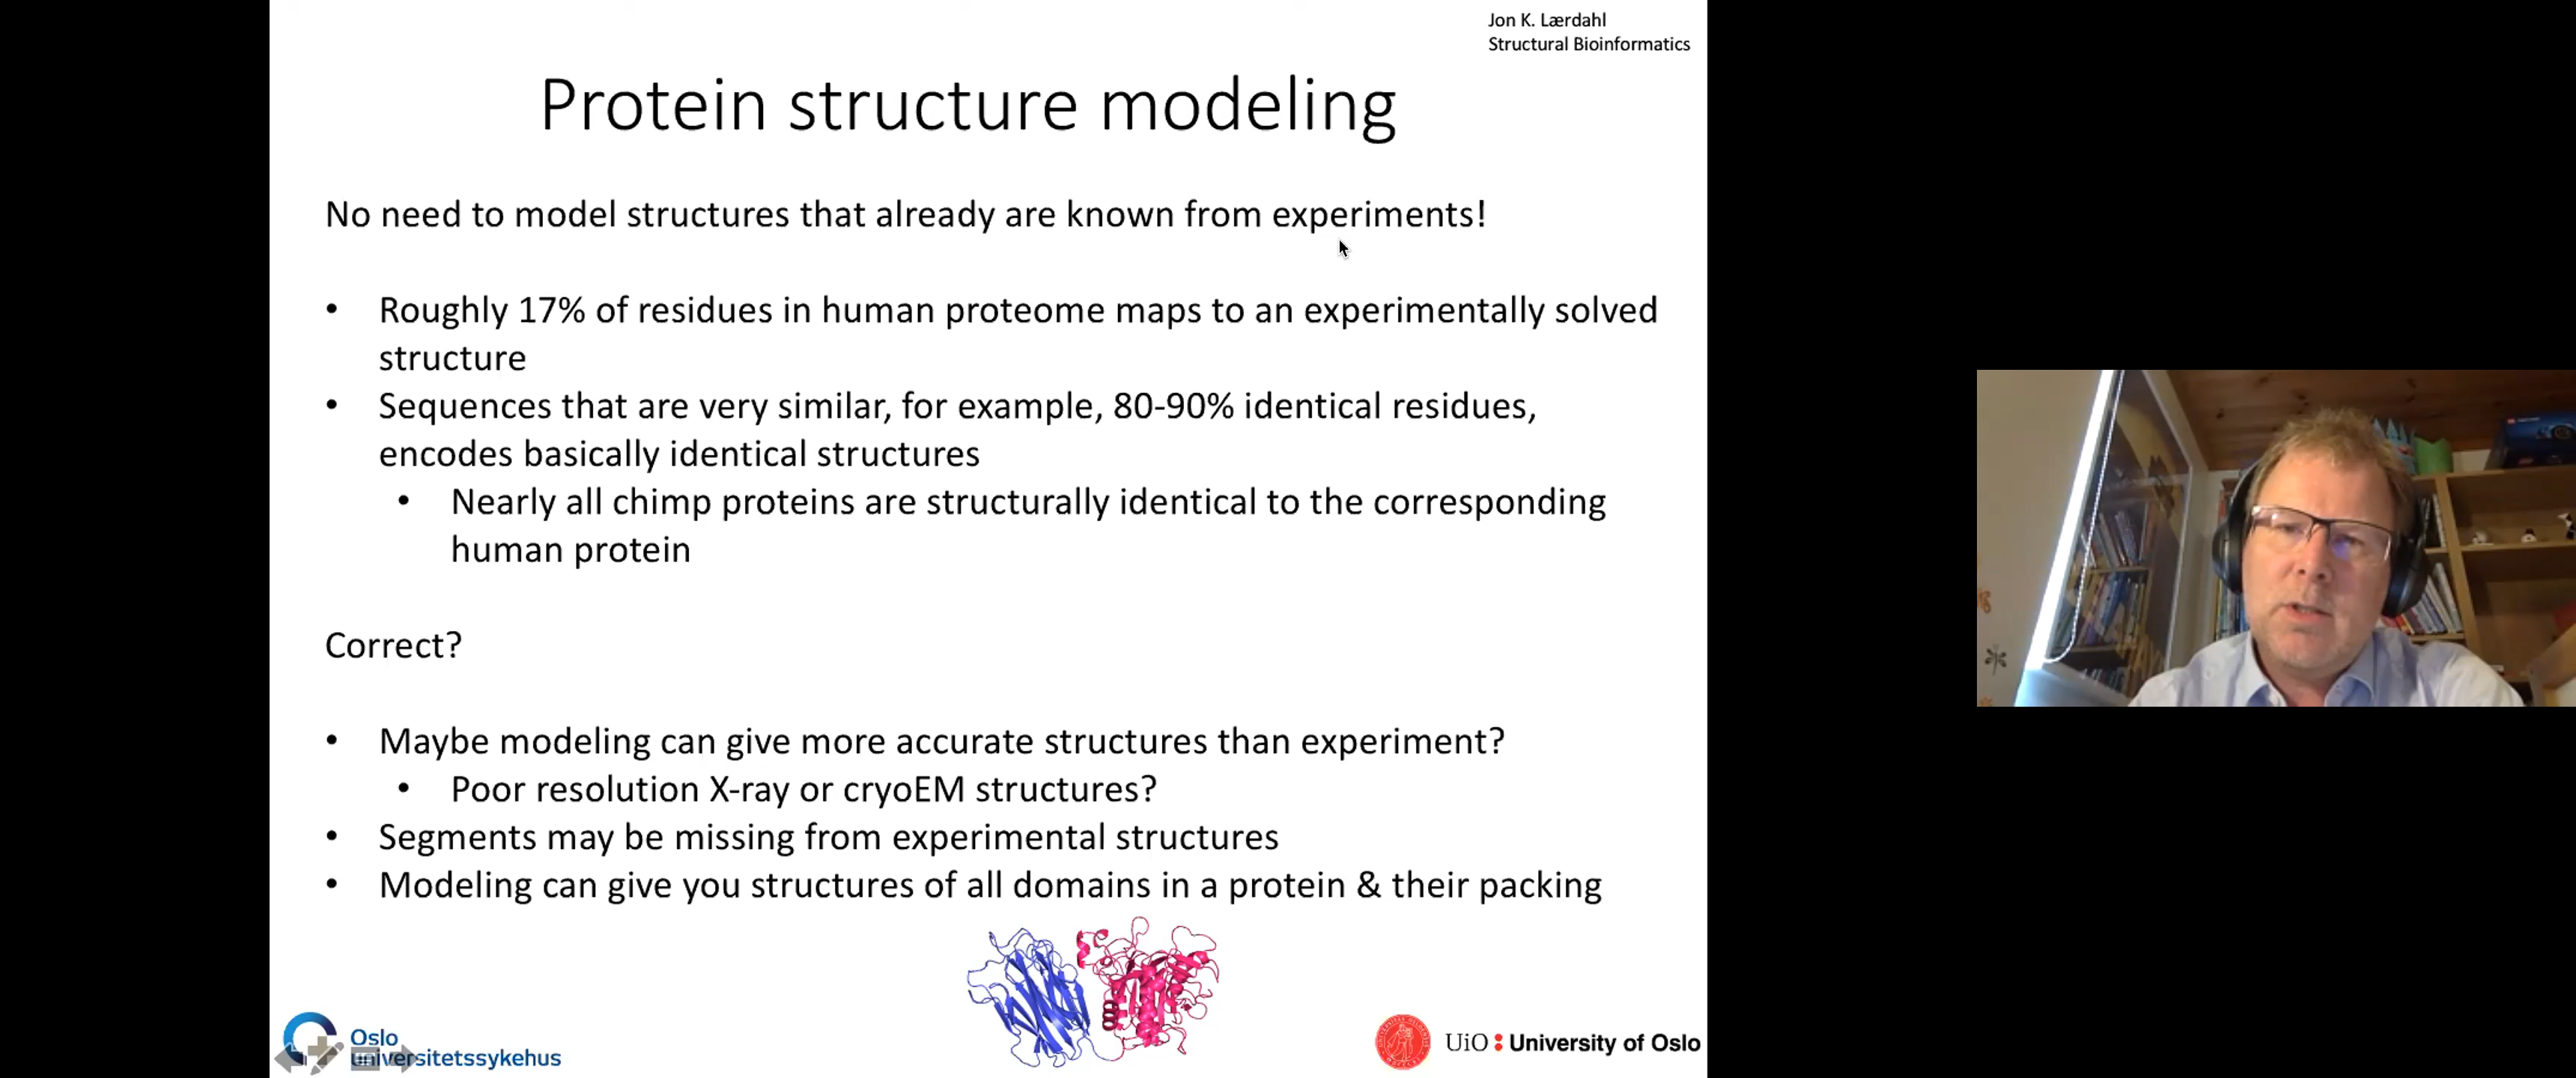 Jon K. Lærdahl
Structural Bioinformatics
Protein structure modeling
No need to model structures that already are known from experiments!
• Roughly 17% of residues in human proteome maps to an experimentally solved
structure
• Sequences that are very similar, for example, 80-90% identical residues,
encodes basically identical structures
• Nearly all chimp proteins are structurally identical to the corresponding
human protein
Correct?
• Maybe modeling can give more accurate structures than experiment?
• Poor resolution X-ray or cryoEM structures?
• Segments may be missing from experimental structures
• Modeling can give you structures of all domains in a protein & their packing
Oslo
universitetssykehus
UiO University of Oslo